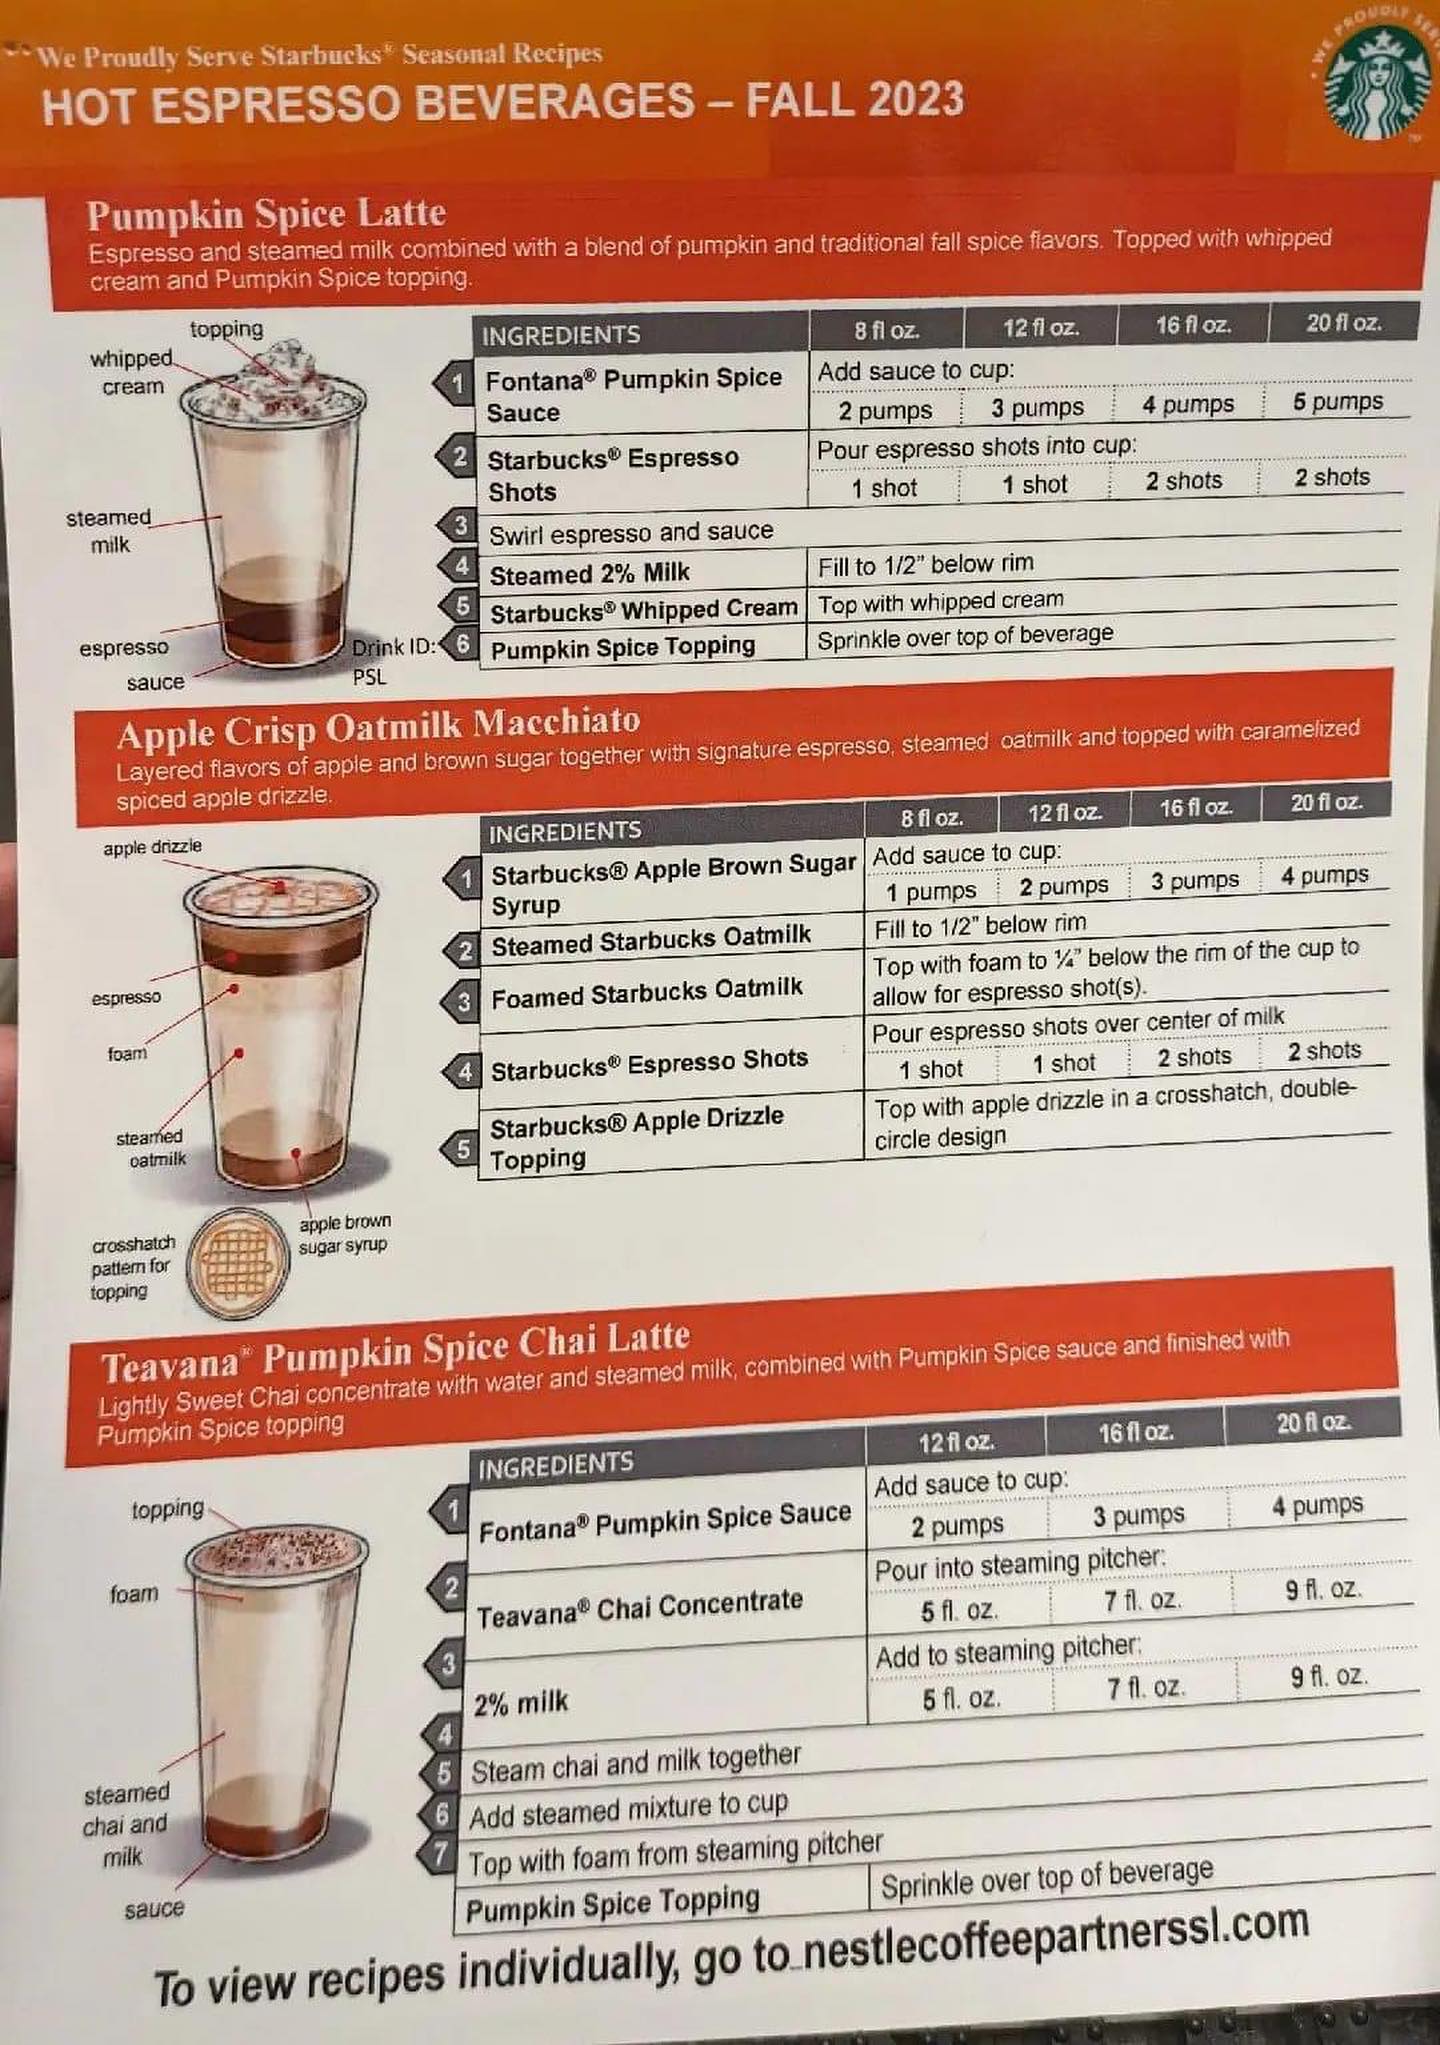 We Proudly Serve Starbucks® Seasonal Recipes
HOT ESPRESSO BEVERAGES – FALL 2023
WE PROUDLY SERVE
TM
Pumpkin Spice Latte
Espresso and steamed milk combined with a blend of pumpkin and traditional fall spice flavors. Topped with whipped
cream and Pumpkin Spice topping.
topping
whipped
cream
steamed
milk
espresso
sauce
Drink ID:
PSL
INGREDIENTS 8 fl oz. 12 fl oz. 16 fl oz. 20 fl oz.
1 Fontana® Pumpkin Spice
Sauce
Add sauce to cup:
2 pumps 3 pumps 4 pumps 5 pumps
2 Starbucks® Espresso
Shots
Pour espresso shots into cup:
1 shot 1 shot 2 shots 2 shots
3 Swirl espresso and sauce
4 Steamed 2% Milk Fill to 1/2” below rim
5 Starbucks® Whipped Cream Top with whipped cream
6 Pumpkin Spice Topping Sprinkle over top of beverage
Apple Crisp Oatmilk Macchiato
Layered flavors of apple and brown sugar together with signature espresso, steamed oatmilk and topped with caramelized
spiced apple drizzle.
apple drizzle
espresso
foam
steamed
oatmilk
apple brown
sugar syrup
crosshatch
pattern for
topping
INGREDIENTS 8 fl oz. 12 fl oz. 16 fl oz. 20 fl oz.
1 Starbucks® Apple Brown Sugar
Syrup
Add sauce to cup:
1 pumps 2 pumps 3 pumps 4 pumps
2 Steamed Starbucks Oatmilk Fill to 1/2” below rim
3 Foamed Starbucks Oatmilk
Top with foam to ¼” below the rim of the cup to
allow for espresso shot(s).
4 Starbucks® Espresso Shots
Pour espresso shots over center of milk
1 shot 1 shot 2 shots 2 shots
5 Starbucks® Apple Drizzle
Topping
Top with apple drizzle in a crosshatch, double-
circle design
Teavana® Pumpkin Spice Chai Latte
Lightly Sweet Chai concentrate with water and steamed milk, combined with Pumpkin Spice sauce and finished with
Pumpkin Spice topping
topping
foam
steamed
chai and
milk
sauce
INGREDIENTS 12 fl oz. 16 fl oz. 20 fl oz.
1 Fontana® Pumpkin Spice Sauce
Add sauce to cup:
2 pumps 3 pumps 4 pumps
2 Teavana® Chai Concentrate
Pour into steaming pitcher:
5 fl. oz. 7 fl. oz. 9 fl. oz.
3 2% milk
Add to steaming pitcher:
5 fl. oz. 7 fl. oz. 9 fl. oz.
4
5 Steam chai and milk together
6 Add steamed mixture to cup
7 Top with foam from steaming pitcher
Pumpkin Spice Topping Sprinkle over top of beverage
To view recipes individually, go to nestlecoffeepartnerssl.com